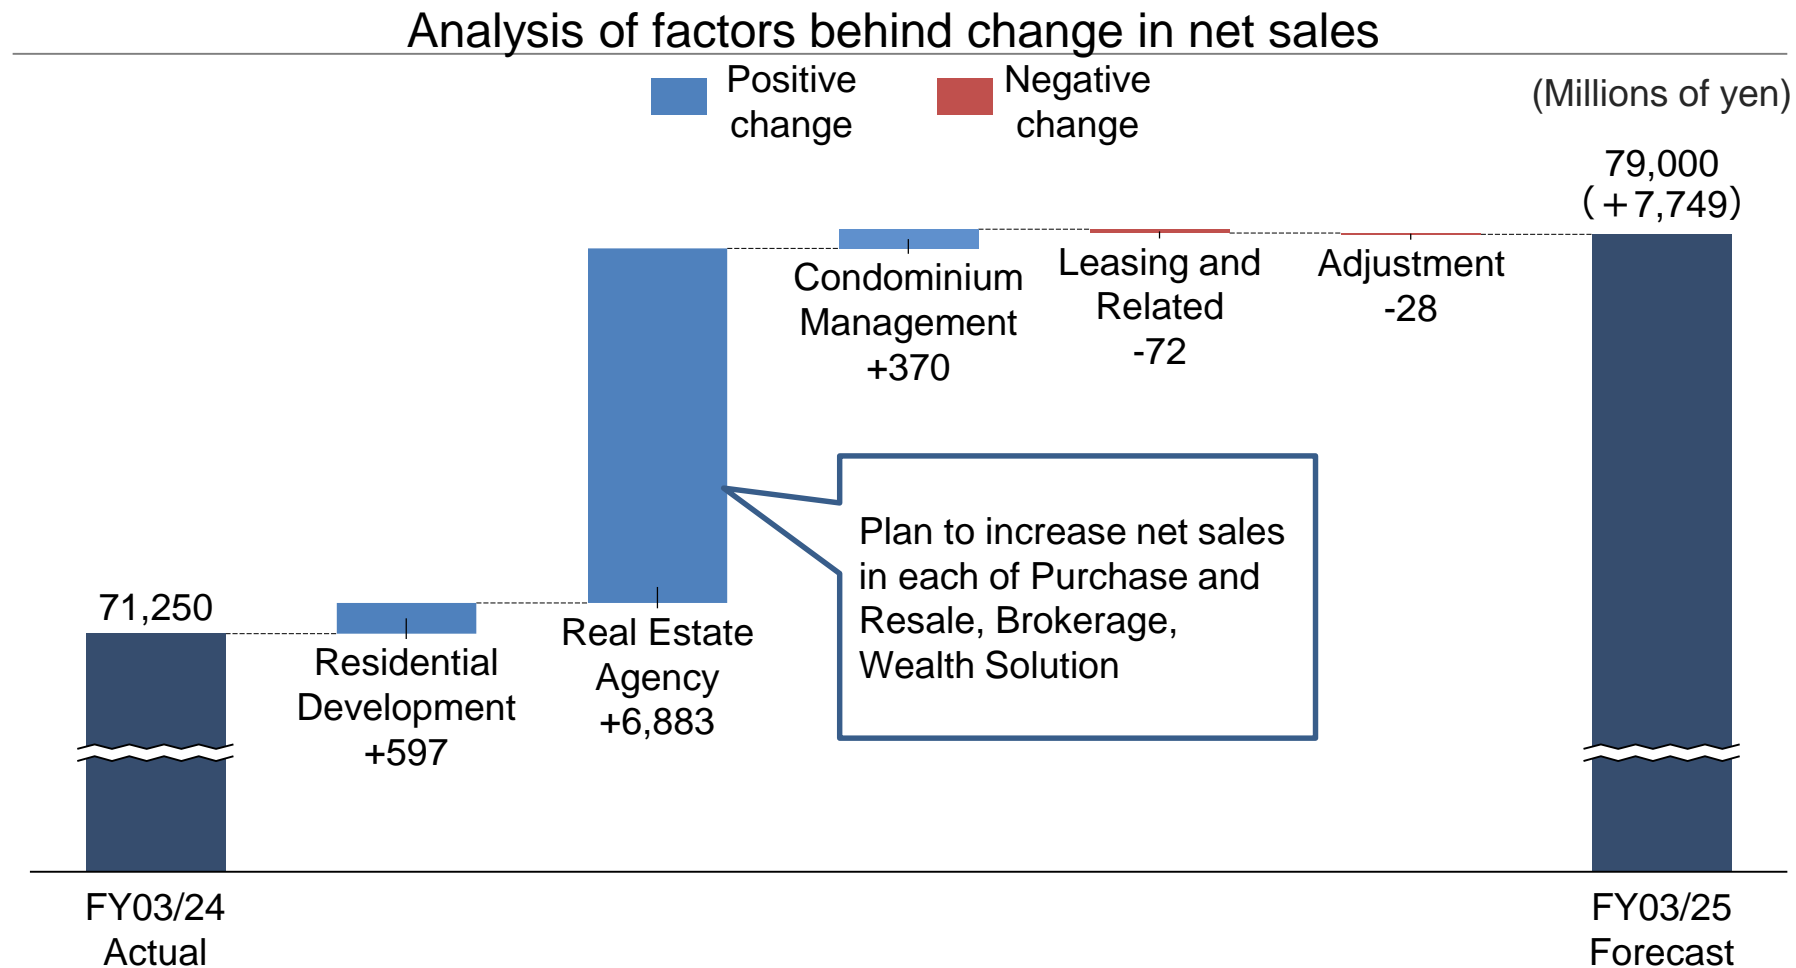 Analysis of factors behind change in net sales
Positive
change
Negative
change
(Millions of yen)
79,000
(＋7,749)
71,250
Residential
Development
+597
Real Estate
Agency
+6,883
Condominium
Management
+370
Leasing and
Related
-72
Adjustment
-28
Plan to increase net sales
in each of Purchase and
Resale, Brokerage,
Wealth Solution
FY03/24
Actual
FY03/25
Forecast